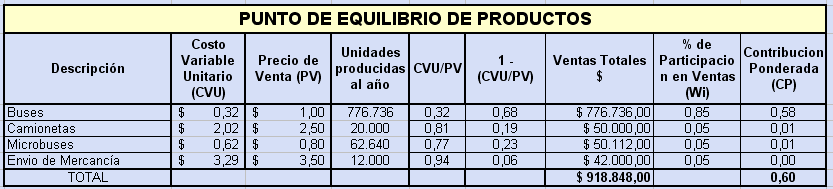 PUNTO DE EQUILIBRIO DE PRODUCTOS
Descripción Costo Variable Unitario (CVU) Precio de Venta (PV) Unidades producidas al año CVU/PV 1 - (CVU/PV) Ventas Totales $ % de Participacio n en Ventas (Wi) Contribucion Ponderada (CP)
Buses $ 0,32 $ 1,00 776.736 0,32 0,68 $ 776.736,00 0,85 0,58
Camionetas $ 2,02 $ 2,50 20.000 0,81 0,19 $ 50.000,00 0,05 0,01
Microbuses $ 0,62 $ 0,80 62.640 0,77 0,23 $ 50.112,00 0,05 0,01
Envio de Mercancía $ 3,29 $ 3,50 12.000 0,94 0,06 $ 42.000,00 0,05 0,00
TOTAL $ 918.848,00 0,60